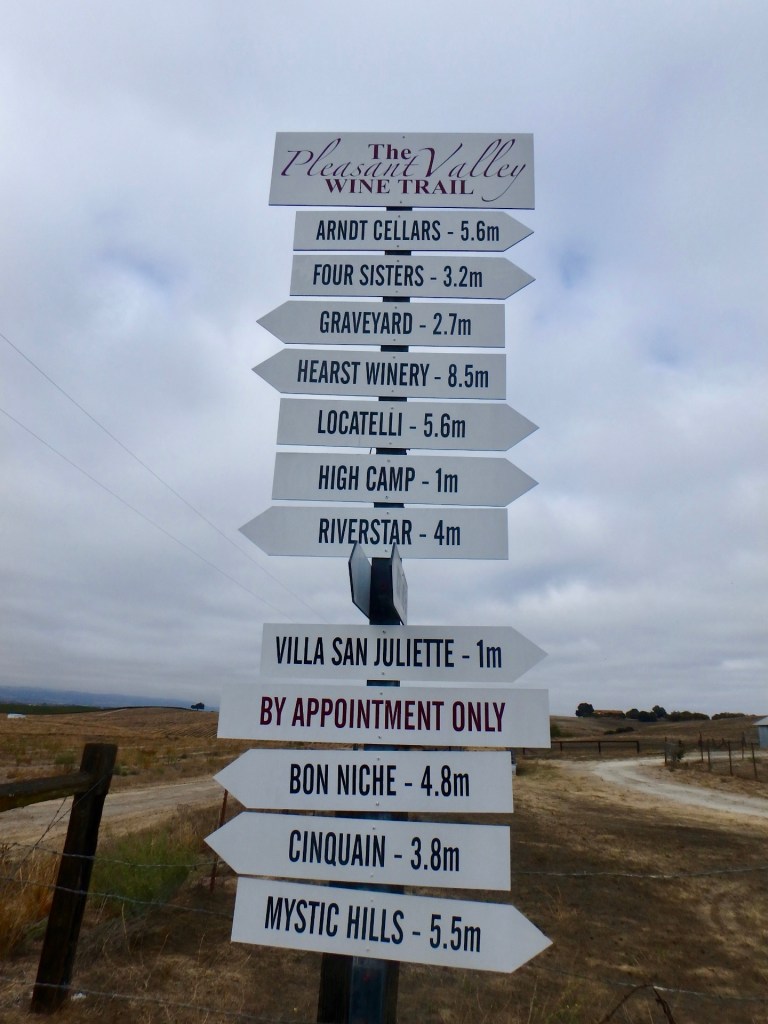 The
Pleasant Valley
WINE TRAIL
ARNDT CELLARS - 5.6m
FOUR SISTERS - 3.2m
GRAVEYARD - 2.7m
HEARST WINERY - 8.5m
LOCATELLI - 5.6m
HIGH CAMP - 1m
RIVERSTAR - 4m
VILLA SAN JULIETTE - 1m
BY APPOINTMENT ONLY
BON NICHE - 4.8m
CINQUAIN - 3.8m
MYSTIC HILLS - 5.5m